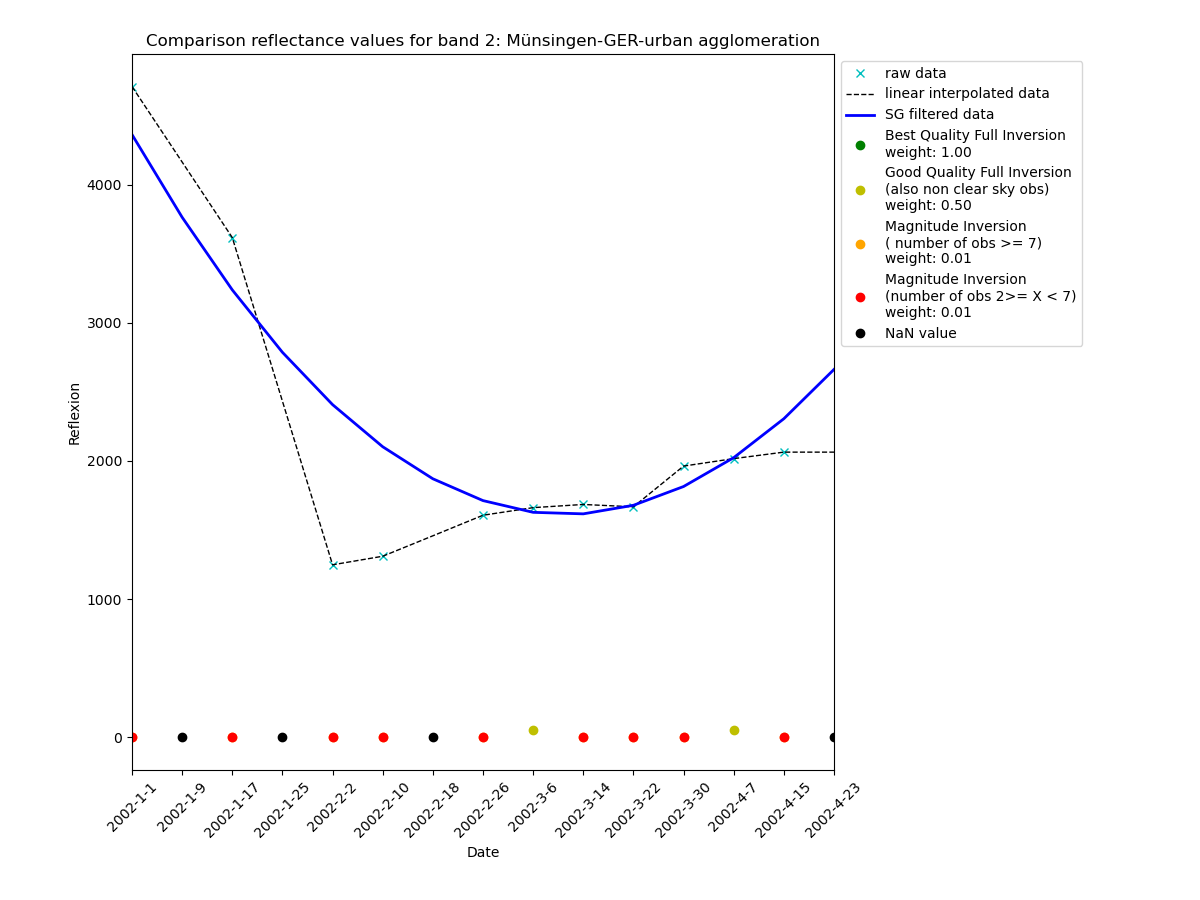 Comparison reflectance values for band 2: Münsingen-GER-urban agglomeration
raw data
linear interpolated data
SG filtered data
Best Quality Full Inversion
weight: 1.00
Good Quality Full Inversion
(also non clear sky obs)
weight: 0.50
Magnitude Inversion
( number of obs >= 7)
weight: 0.01
Magnitude Inversion
(number of obs 2>= X < 7)
weight: 0.01
NaN value
4000
3000
2000
1000
0
Reflexion
2002-1-1
2002-1-9
2002-1-17
2002-1-25
2002-2-2
2002-2-10
2002-2-18
2002-2-26
2002-3-6
2002-3-14
2002-3-22
2002-3-30
2002-4-7
2002-4-15
2002-4-23
Date